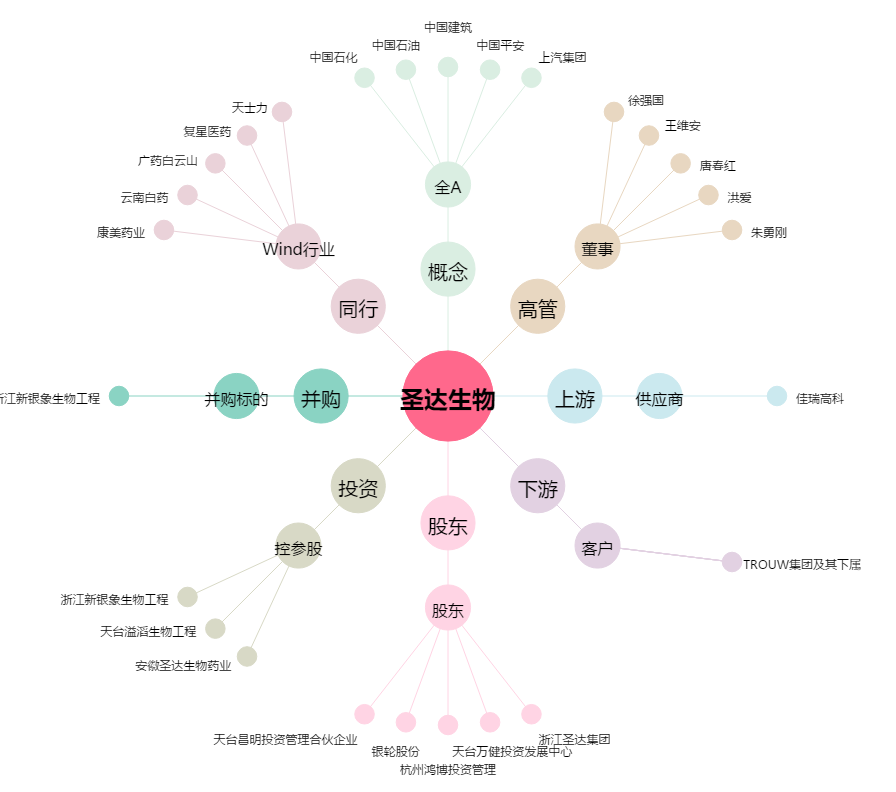 中国建筑
中国石油
中国平安
中国石化
上汽集团
天士力
徐强国
复星医药
王维安
广药白云山
唐春红
云南白药
洪爱
康美药业
朱勇刚
全A
Wind行业
董事
概念
同行
高管
浙江新银象生物工程
并购标的
并购
圣达生物
上游
供应商
佳瑞高科
投资
下游
股东
控参股
客户
TROUW集团及其下属
浙江新银象生物工程
天台溢滔生物工程
安徽圣达生物药业
股东
天台昌明投资管理合伙企业
银轮股份
杭州鸿博投资管理
天台万健投资发展中心
浙江圣达集团